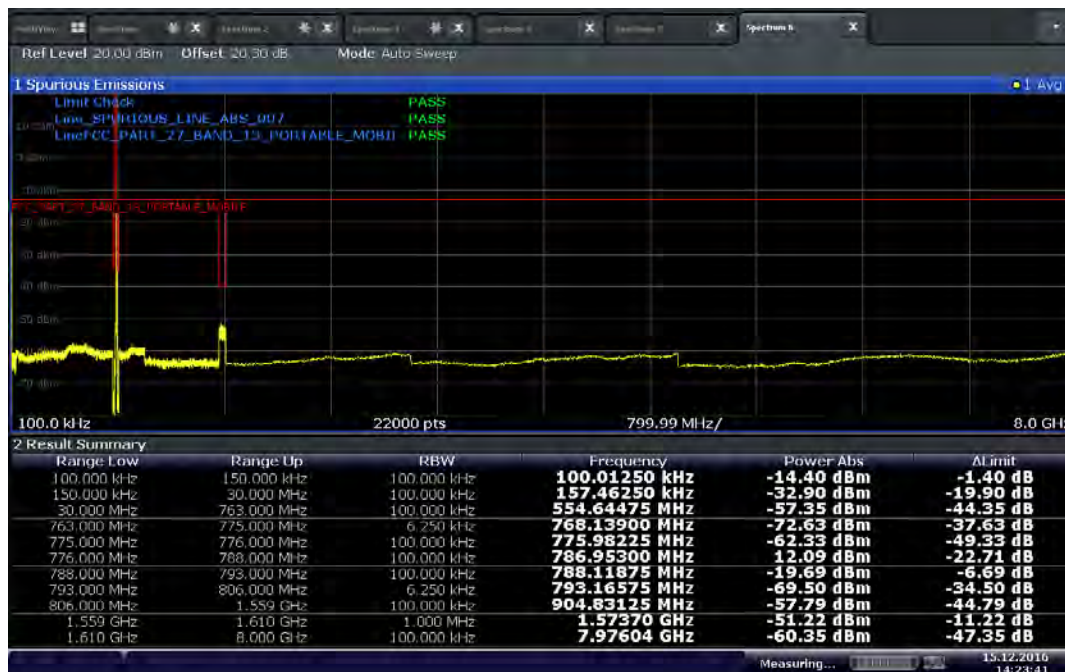 Spectrum 2
Spectrum 6
Ref Level 20.00 dBm Offset 20.30 dB Mode Auto Sweep
1 Spurious Emissions 1 Avg
Limit Check PASS
Line_SPURIOUS_LINE_ABS_007 PASS
LineFCC_PART_27_BAND_13_PORTABLE_MOBIL PASS
FCC_PART_27_BAND_13_PORTABLE_MOBILE
100.0 kHz 22000 pts 799.99 MHz/ 8.0 GHz
2 Result Summary
Range Low Range Up RBW Frequency Power Abs ΔLimit
100.000 kHz 150.000 kHz 100.000 kHz 100.01250 kHz -14.40 dBm -1.40 dB
150.000 kHz 30.000 MHz 100.000 kHz 157.46250 kHz -32.90 dBm -19.90 dB
30.000 MHz 763.000 MHz 100.000 kHz 554.64475 MHz -57.35 dBm -44.35 dB
763.000 MHz 775.000 MHz 6.250 kHz 768.13900 MHz -72.63 dBm -37.63 dB
775.000 MHz 776.000 MHz 100.000 kHz 775.98225 MHz -62.33 dBm -49.33 dB
776.000 MHz 788.000 MHz 100.000 kHz 786.95300 MHz 12.09 dBm -22.71 dB
788.000 MHz 793.000 MHz 100.000 kHz 788.11875 MHz -19.69 dBm -6.69 dB
793.000 MHz 806.000 MHz 6.250 kHz 793.16575 MHz -69.50 dBm -34.50 dB
806.000 MHz 1.559 GHz 100.000 kHz 904.83125 MHz -57.79 dBm -44.79 dB
1.559 GHz 1.610 GHz 1.000 MHz 1.57370 GHz -51.22 dBm -11.22 dB
1.610 GHz 8.000 GHz 100.000 kHz 7.97604 GHz -60.35 dBm -47.35 dB
Measuring... 15.12.2016
14:23:41